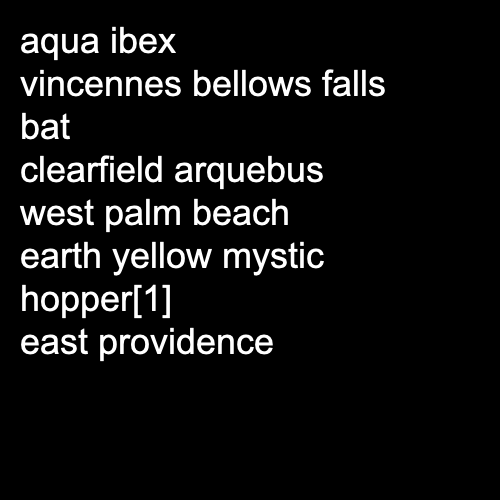 aqua ibex
vincennes bellows falls
bat
clearfield arquebus
west palm beach
earth yellow mystic
hopper[1]
east providence